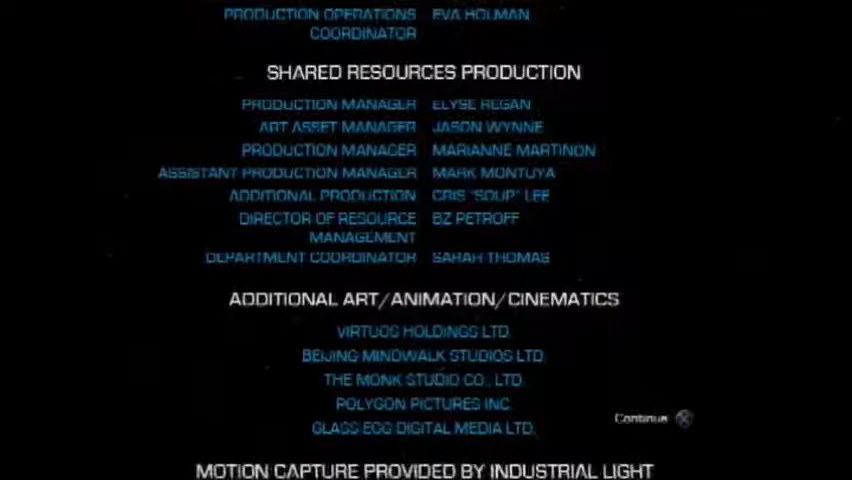 PRODUCTION OPERATIONS EVA HOLMAN
COORDINATOR
SHARED RESOURCES PRODUCTION
PRODUCTION MANAGER ELYSE REGAN
ART ASSET MANAGER JASON WYNNE
PRODUCTION MANAGER MARIANNE MARTINON
ASSISTANT PRODUCTION MANAGER MARK MONTUYA
ADDITIONAL PRODUCTION CRIS "SOUP" LEE
DIRECTOR OF RESOURCE BZ PETROFF
MANAGEMENT
DEPARTMENT COORDINATOR SARAH THOMAS
ADDITIONAL ART/ANIMATION/CINEMATICS
VIRTUOS HOLDINGS LTD.
BEIJING MINDWALK STUDIOS LTD.
THE MONK STUDIO CO., LTD.
POLYGON PICTURES INC.
GLASS EGG DIGITAL MEDIA LTD.
Continue
MOTION CAPTURE PROVIDED BY INDUSTRIAL LIGHT